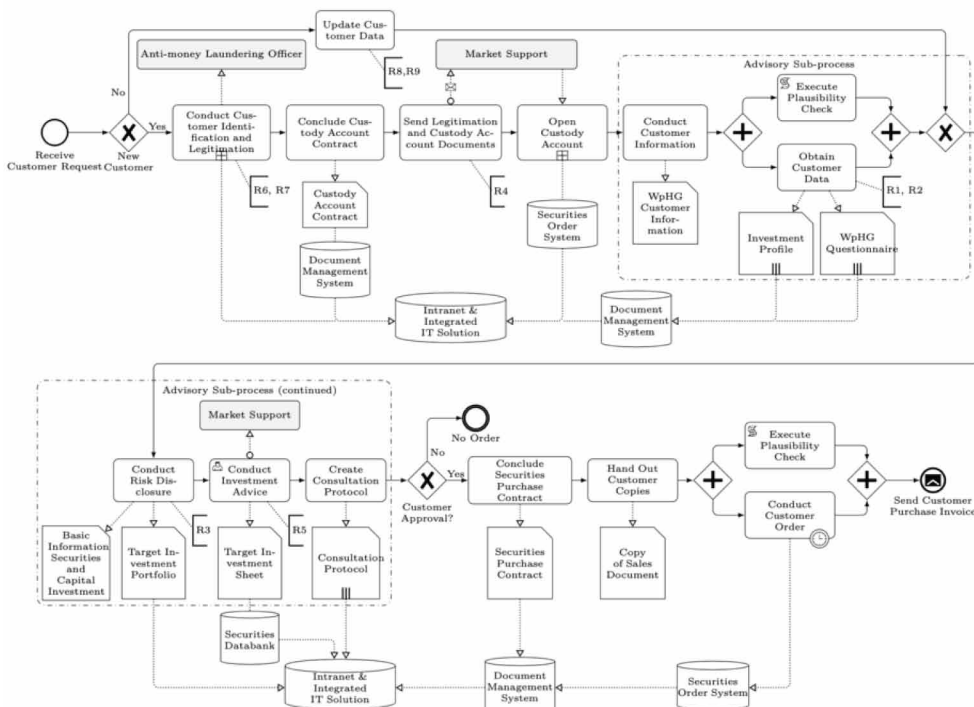 Update Cus-
tomer Data
Anti-money Laundering Officer
Market Support
Advisory Sub-process
R8,R9
No
Execute
Plausibility
Check
Receive
Customer Request
Yes
New
Customer
Conduct Cus-
tomer Identi-
fication and
Legitimation
Conclude Cus-
tody Account
Contract
Send Legitimation
and Custody Ac-
count Documents
Open
Custody
Account
Conduct
Customer
Information
Obtain
Customer
Data
R6, R7
R4
R1, R2
Custody
Account
Contract
Securities
Order
System
WpHG
Customer
Infor-
mation
Investment
Profile
WpHG
Questionnaire
Document
Management
System
Intranet &
Integrated
IT Solution
Document
Management
System
Advisory Sub-process (continued)
Market Support
No
No Order
Execute
Plausibility
Check
Conduct
Risk Dis-
closure
Conduct
Investment
Advice
Create
Consultation
Protocol
Yes
Customer
Approval?
Conclude
Securities
Purchase
Contract
Hand Out
Customer
Copies
Conduct
Customer
Order
Send Customer
Purchase Invoice
R3
R5
Basic
Information
Securities
and
Capital
Investment
Target In-
vestment
Portfolio
Target In-
vestment
Sheet
Consultation
Protocol
Securities
Purchase
Contract
Copy
of Sales
Document
Securities
Databank
Intranet &
Integrated
IT Solution
Document
Management
System
Securities
Order System